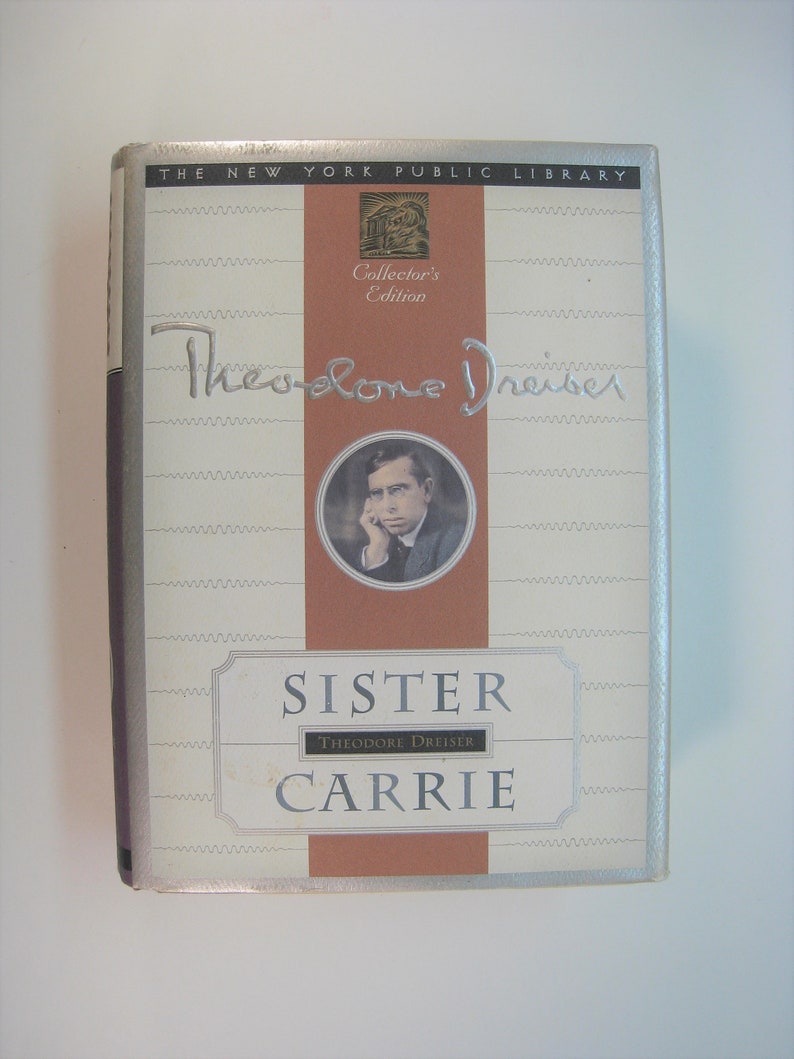 THE NEW YORK PUBLIC LIBRARY
Collector's
Edition
Theodore Dreiser
SISTER
THEODORE DREISER
CARRIE